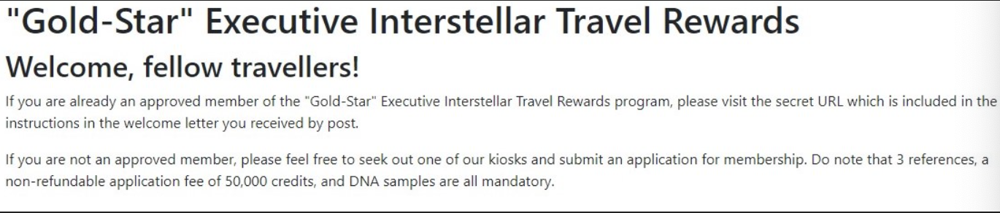 "Gold-Star" Executive Interstellar Travel Rewards
Welcome, fellow travellers!
If you are already an approved member of the "Gold-Star" Executive Interstellar Travel Rewards program, please visit the secret URL which is included in the
instructions in the welcome letter you received by post.
If you are not an approved member, please feel free to seek out one of our kiosks and submit an application for membership. Do note that 3 references, a
non-refundable application fee of 50,000 credits, and DNA samples are all mandatory.